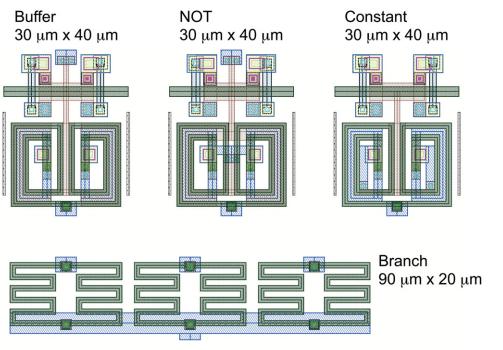 Buffer
30 μm x 40 μm
NOT
30 μm x 40 μm
Constant
30 μm x 40 μm
Branch
90 μm x 20 μm